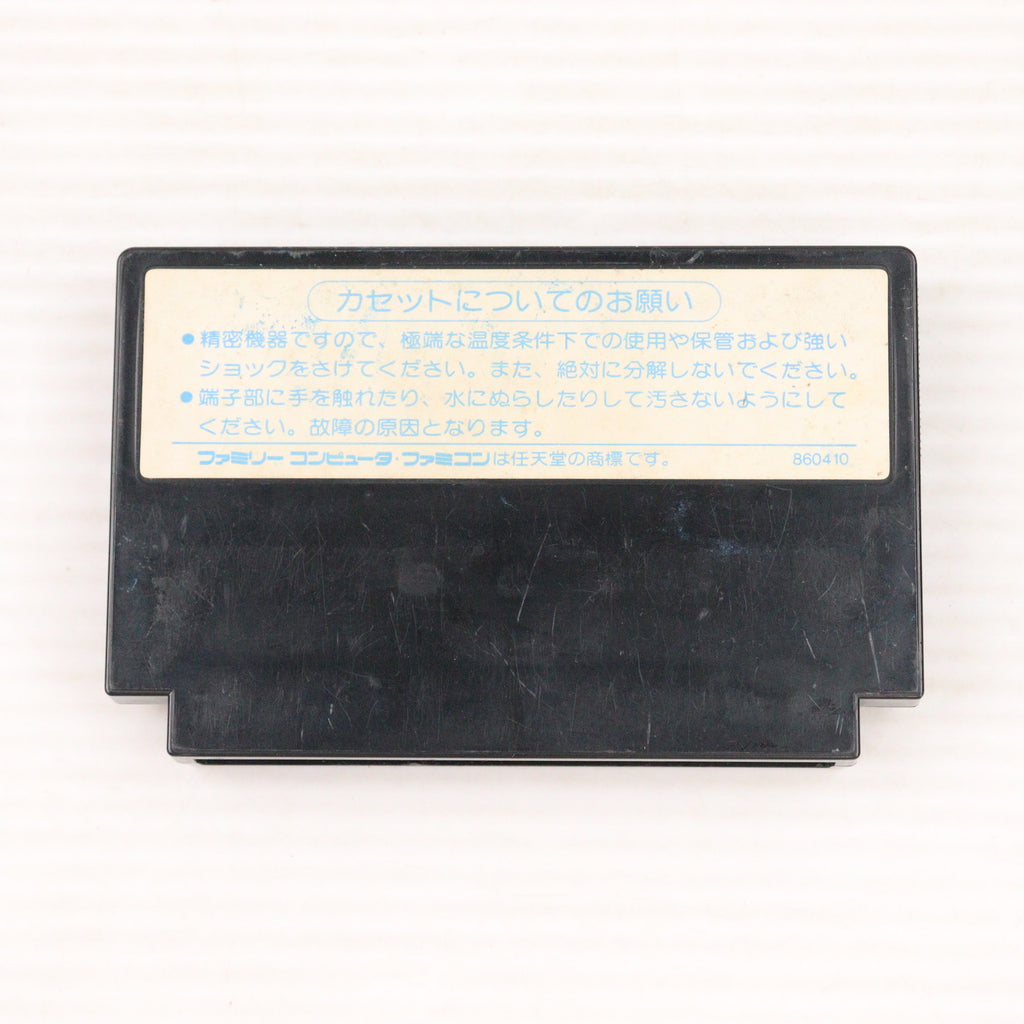 カセットについてのお願い
●精密機器ですので、極端な温度条件下での使用や保管および強い
ショックをさけてください。また、絶対に分解しないでください。
●端子部に手を触れたり、水にぬらしたりして汚さないようにして
ください。故障の原因となります。
ファミリーコンピュータ・ファミコンは任天堂の商標です。 860410